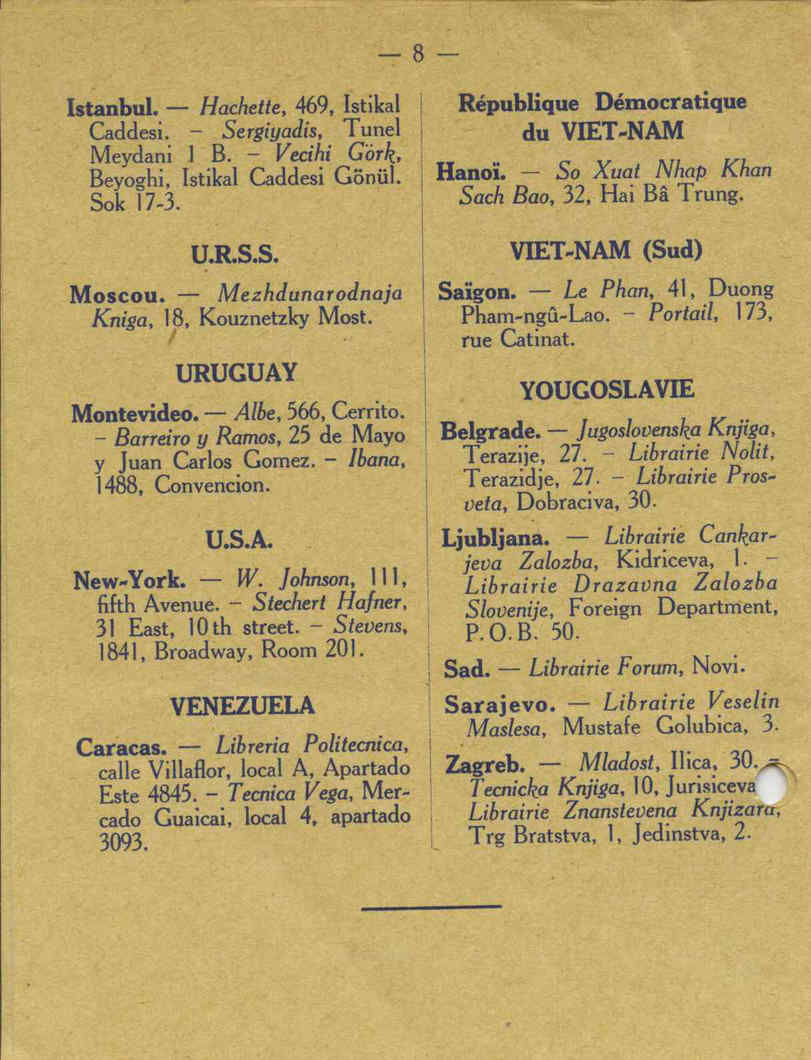 — 8 —
Istanbul. — Hachette, 469, Istikal
Caddesi. – Sergiyadis, Tunel
Meydani 1 B. – Vecihi Görk,
Beyoghi, Istikal Caddesi Gönül.
Sok 17-3.
U.R.S.S.
Moscou. — Mezhdunarodnaja
Kniga, 18, Kouznetzky Most.
URUGUAY
Montevideo. — Albe, 566, Cerrito.
– Barreiro y Ramos, 25 de Mayo
y Juan Carlos Gomez. – Ibana,
1488, Convencion.
U.S.A.
New-York. — W. Johnson, 111,
fifth Avenue. – Stechert Hafner,
31 East, 10th street. – Stevens,
1841, Broadway, Room 201.
VENEZUELA
Caracas. — Libreria Politecnica,
calle Villaflor, local A, Apartado
Este 4845. – Tecnica Vega, Mer-
cado Guaicai, local 4, apartado
3093.
République Démocratique
du VIET-NAM
Hanoï. — So Xuat Nhap Khan
Sach Bao, 32, Hai Bâ Trung.
VIET-NAM (Sud)
Saïgon. — Le Phan, 41, Duong
Pham-ngû-Lao. – Portail, 173,
rue Catinat.
YOUGOSLAVIE
Belgrade. — Jugoslovenska Knjiga,
Terazije, 27. – Librairie Nolit,
Terazidje, 27. – Librairie Pros-
veta, Dobraciva, 30.
Ljubljana. — Librairie Cankar-
jeva Zalozba, Kidriceva, 1. –
Librairie Drazavna Zalozba
Slovenije, Foreign Department,
P.O.B. 50.
Sad. — Librairie Forum, Novi.
Sarajevo. — Librairie Veselin
Maslesa, Mustafe Golubica, 3.
Zagreb. — Mladost, Ilica, 30. –
Tecnicka Knjiga, 10, Jurisiceva
Librairie Znanstevena Knjizara,
Trg Bratstva, 1, Jedinstva, 2.